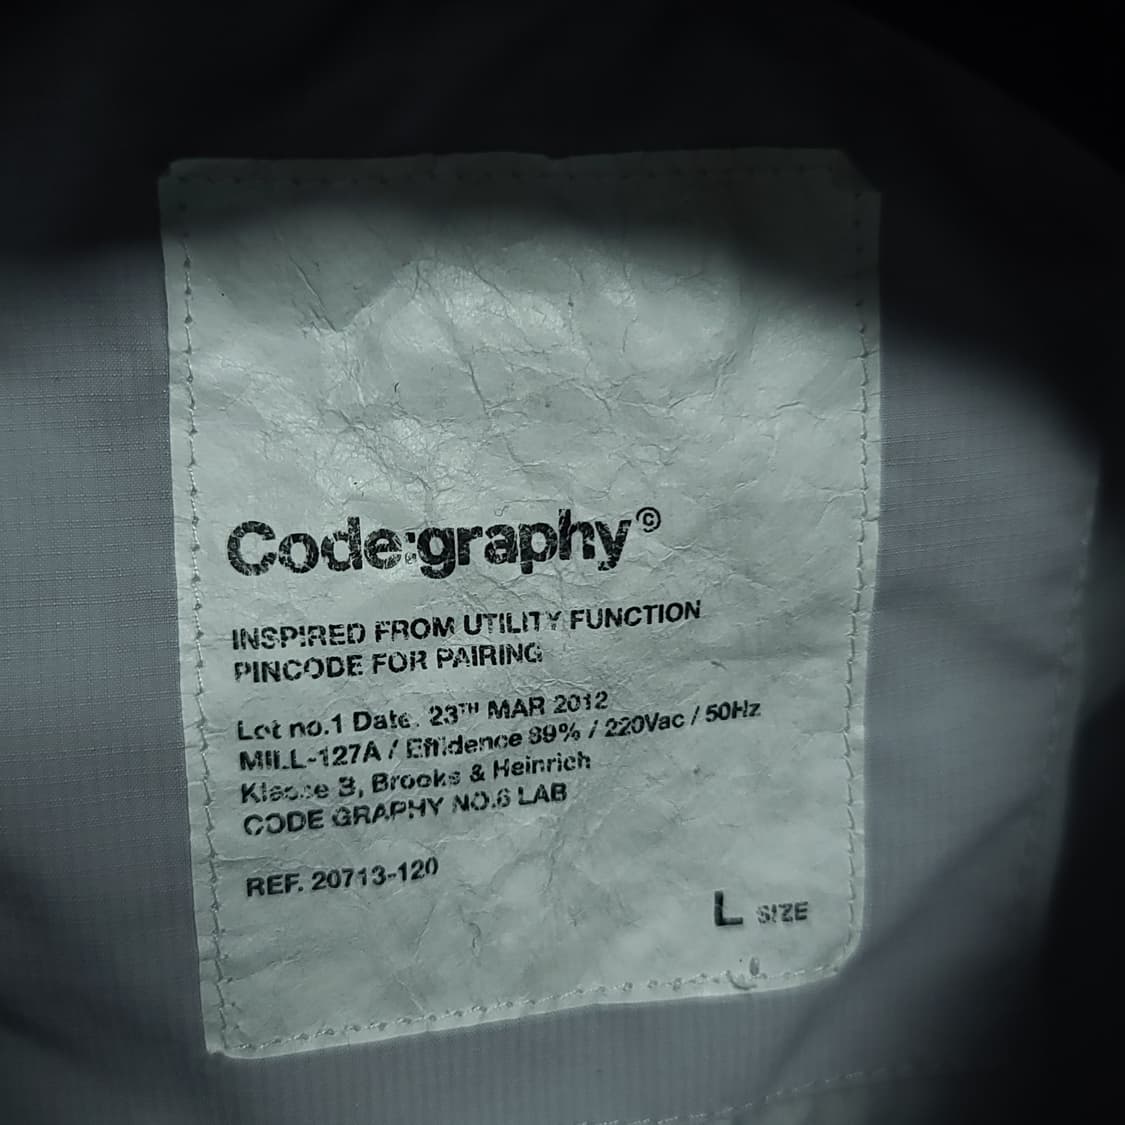 Code:graphy©
INSPIRED FROM UTILITY FUNCTION
PINCODE FOR PAIRING
Lot no.1 Date. 23TH MAR 2012
MILL-127A / Effidence 89% / 220Vac / 50Hz
Klasse B, Brooks & Heinrich
CODE GRAPHY NO.6 LAB
REF. 20713-120
L SIZE